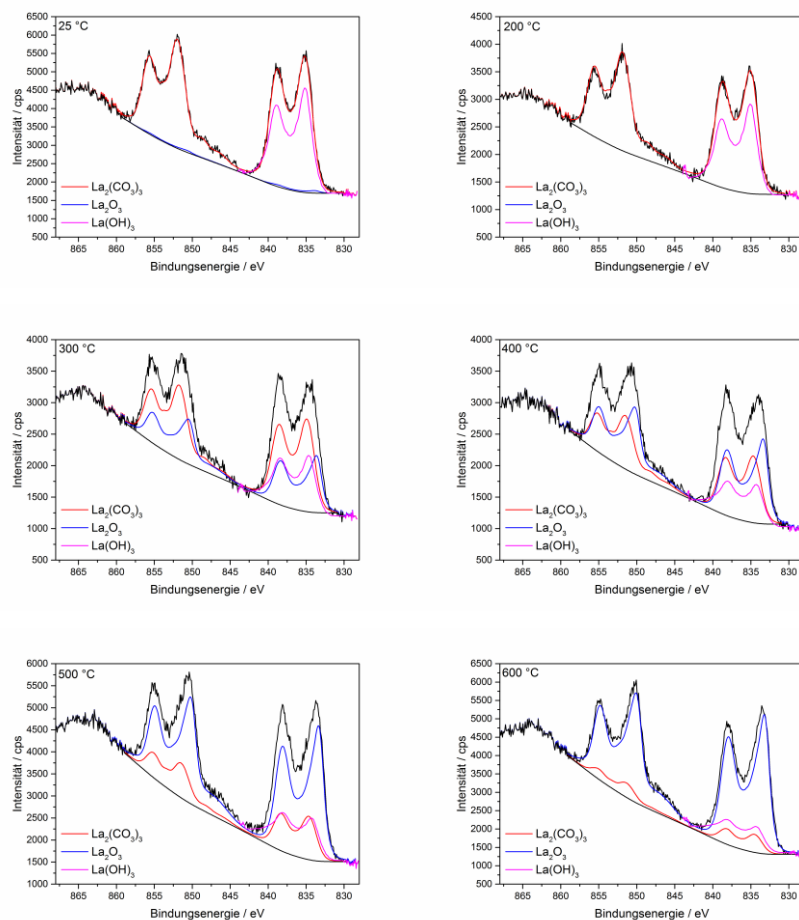 25 °C
6500
6000
5500
5000
4500
4000
3500
3000
2500
2000
1500
1000
500
Intensität / cps
La₂(CO₃)₃
La₂O₃
La(OH)₃
865 860 855 850 845 840 835 830
Bindungsenergie / eV
200 °C
4500
4000
3500
3000
2500
2000
1500
1000
500
Intensität / cps
La₂(CO₃)₃
La₂O₃
La(OH)₃
865 860 855 850 845 840 835 830
Bindungsenergie / eV
300 °C
4000
3500
3000
2500
2000
1500
1000
500
Intensität / cps
La₂(CO₃)₃
La₂O₃
La(OH)₃
865 860 855 850 845 840 835 830
Bindungsenergie / eV
400 °C
4000
3500
3000
2500
2000
1500
1000
500
Intensität / cps
La₂(CO₃)₃
La₂O₃
La(OH)₃
865 860 855 850 845 840 835 830
Bindungsenergie / eV
500 °C
6000
5500
5000
4500
4000
3500
3000
2500
2000
1500
1000
Intensität / cps
La₂(CO₃)₃
La₂O₃
La(OH)₃
865 860 855 850 845 840 835 830
Bindungsenergie / eV
600 °C
6500
6000
5500
5000
4500
4000
3500
3000
2500
2000
1500
1000
500
Intensität / cps
La₂(CO₃)₃
La₂O₃
La(OH)₃
865 860 855 850 845 840 835 830
Bindungsenergie / eV